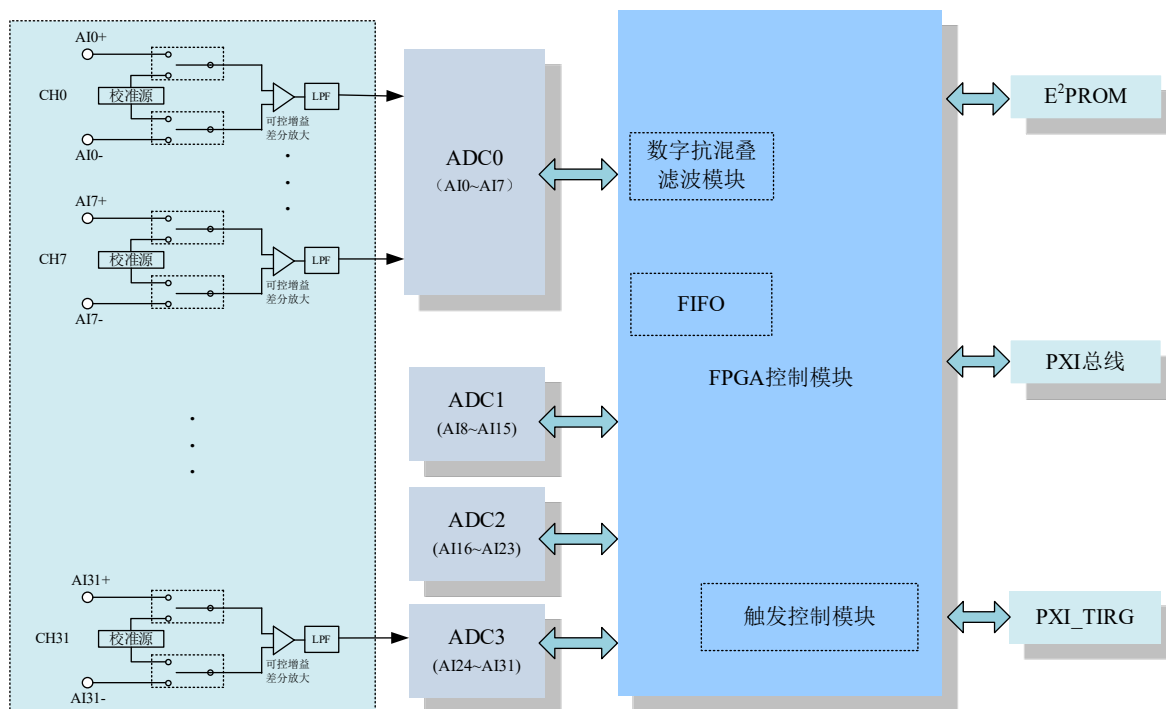 AI0+
CH0
校准源
AI0-
可控增益
差分放大
LPF
AI7+
CH7
校准源
AI7-
可控增益
差分放大
LPF
AI31+
CH31
校准源
AI31-
可控增益
差分放大
LPF
ADC0
（AI0~AI7）
ADC1
(AI8~AI15)
ADC2
(AI16~AI23)
ADC3
(AI24~AI31)
数字抗混叠
滤波模块
FIFO
FPGA控制模块
触发控制模块
E²PROM
PXI总线
PXI_TIRG